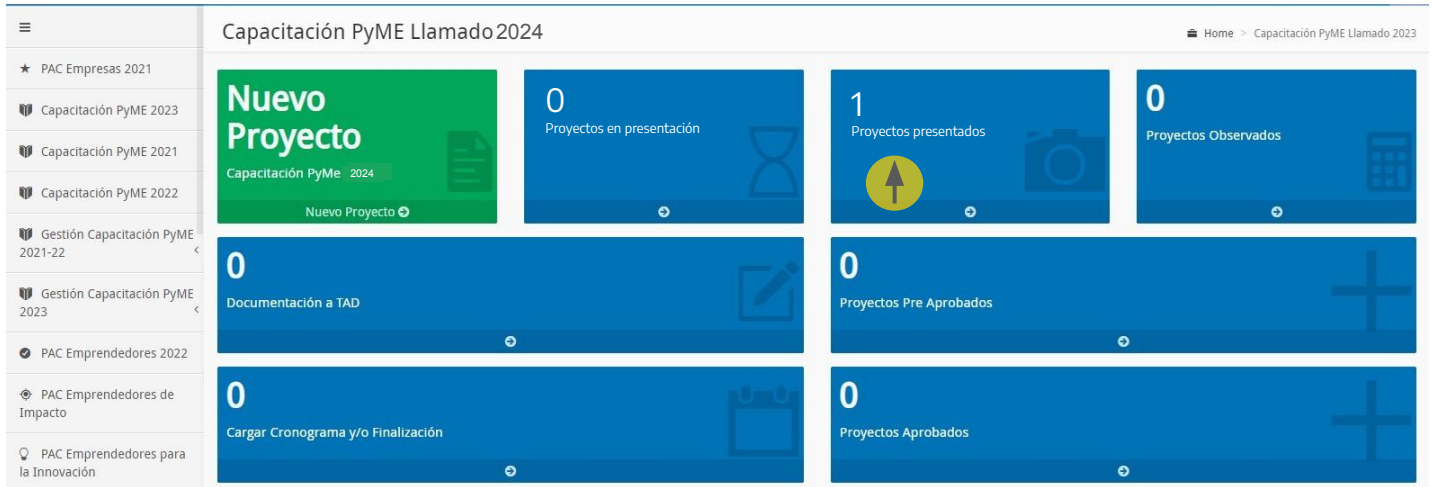 Capacitación PyME Llamado 2024
Home > Capacitación PyME Llamado 2023
PAC Empresas 2021
Capacitación PyME 2023
Capacitación PyME 2021
Capacitación PyME 2022
Gestión Capacitación PyME
2021-22
Gestión Capacitación PyME
2023
PAC Emprendedores 2022
PAC Emprendedores de
Impacto
PAC Emprendedores para
la Innovación
Nuevo
Proyecto
Capacitación PyMe 2024
Nuevo Proyecto
0
Proyectos en presentación
1
Proyectos presentados
0
Proyectos Observados
0
Documentación a TAD
0
Proyectos Pre Aprobados
0
Cargar Cronograma y/o Finalización
0
Proyectos Aprobados